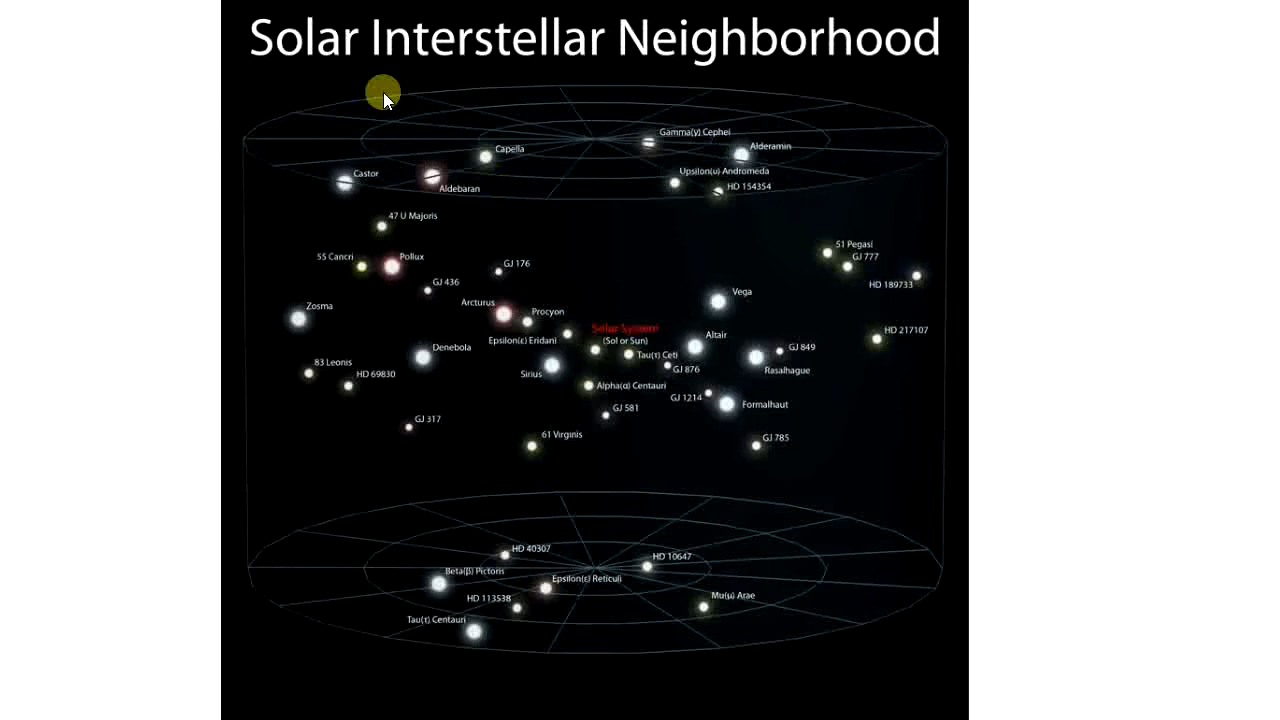 Solar Interstellar Neighborhood
Gamma(γ) Cephei
Alderamin
Capella
Upsilon(υ) Andromeda
Castor
HD 154354
Aldebaran
47 U Majoris
51 Pegasi
55 Cancri
Pollux
GJ 777
GJ 176
GJ 436
HD 189733
Vega
Arcturus
Zosma
Procyon
Solar System
HD 217107
Altair
Epsilon(ε) Eridani
(Sol or Sun)
Denebola
GJ 849
Tau(τ) Ceti
83 Leonis
GJ 876
Rasalhague
HD 69830
Sirius
Alpha(α) Centauri
GJ 1214
Formalhaut
GJ 581
GJ 317
61 Virginis
GJ 785
HD 40307
HD 10647
Beta(β) Pictoris
Epsilon(ε) Reticuli
HD 113538
Mu(μ) Arae
Tau(τ) Centauri